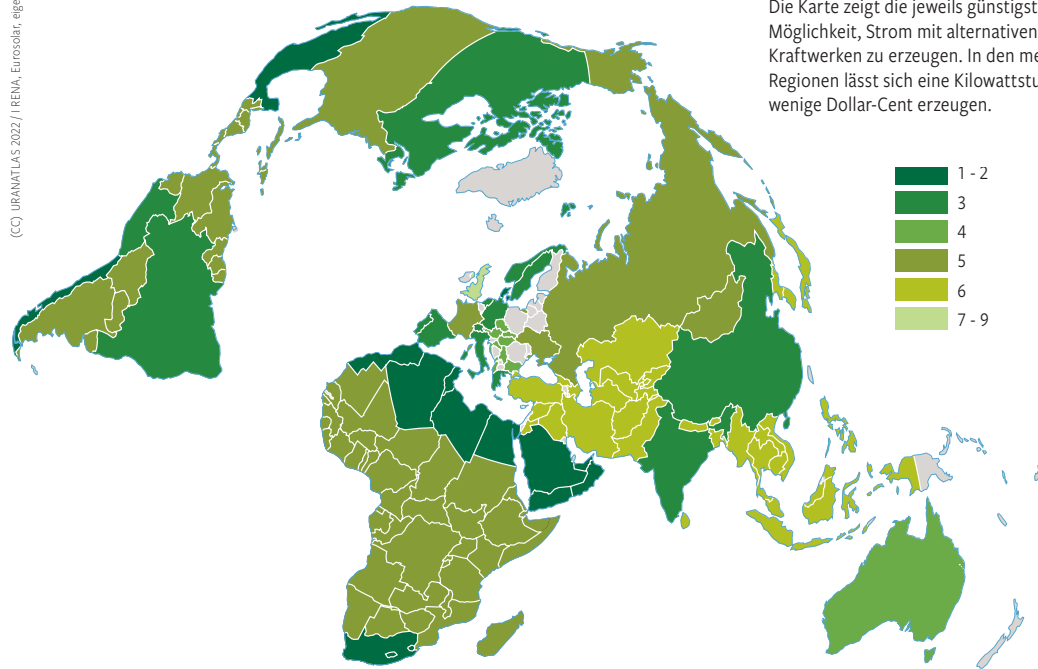 Die Karte zeigt die jeweils günstigst
Möglichkeit, Strom mit alternativen
Kraftwerken zu erzeugen. In den me
Regionen lässt sich eine Kilowattstu
wenige Dollar-Cent erzeugen.
1 - 2
3
4
5
6
7 - 9
(CC) URANATLAS 2022 / IRENA, Eurosolar, eige